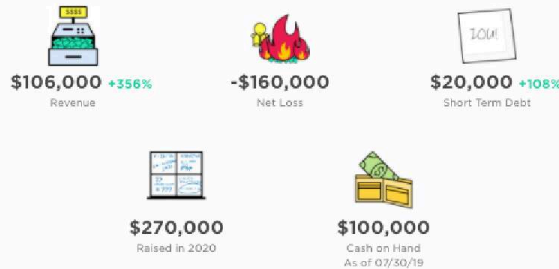 $$$$
IOU!
$106,000 +356%
Revenue
-$160,000
Net Loss
$20,000 +108%
Short Term Debt
$270,000
Raised in 2020
$100,000
Cash on Hand
As of 07/30/19